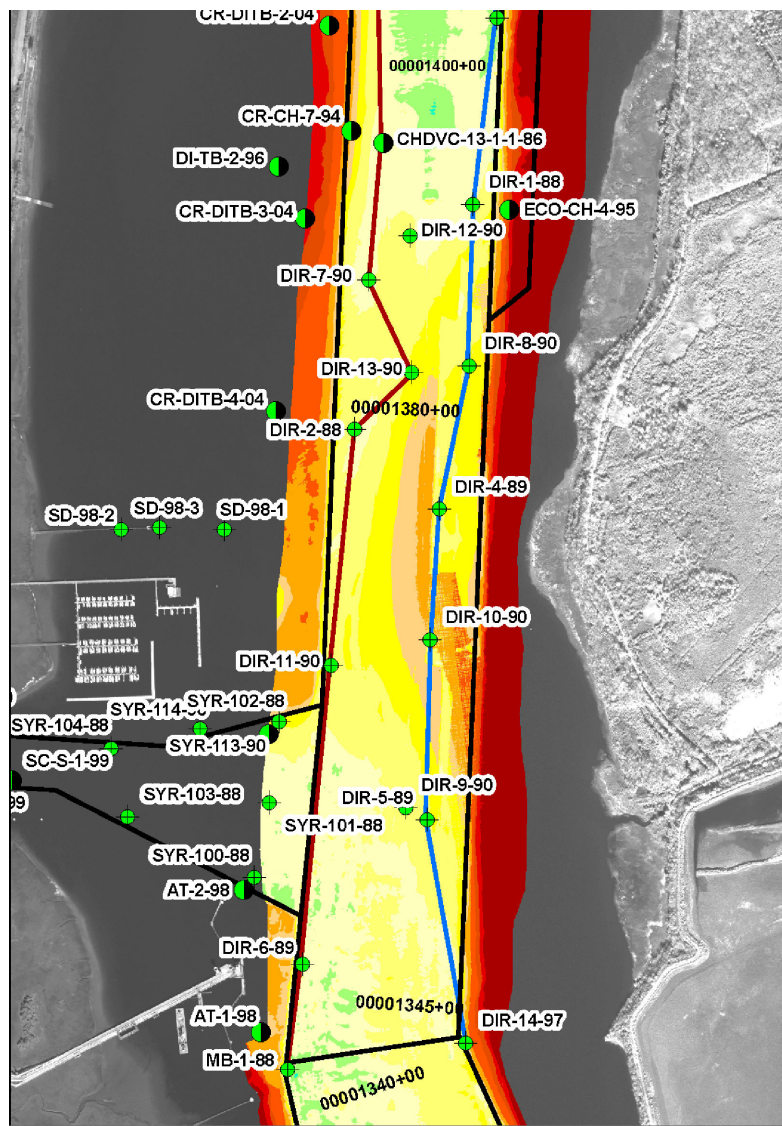 CR-DITB-2-04
00001400+00
CR-CH-7-94
CHDVC-13-1-1-86
DI-TB-2-96
DIR-1-88
CR-DITB-3-04
ECO-CH-4-95
DIR-12-90
DIR-7-90
DIR-8-90
DIR-13-90
CR-DITB-4-04
00001380+00
DIR-2-88
SD-98-2
SD-98-3
SD-98-1
DIR-4-89
DIR-10-90
DIR-11-90
SYR-102-88
SYR-104-88
SYR-113-90
SC-S-1-99
99
SYR-103-88
DIR-5-89
DIR-9-90
SYR-101-88
SYR-100-88
AT-2-98
DIR-6-89
00001345+00
AT-1-98
DIR-14-97
MB-1-88
00001340+00